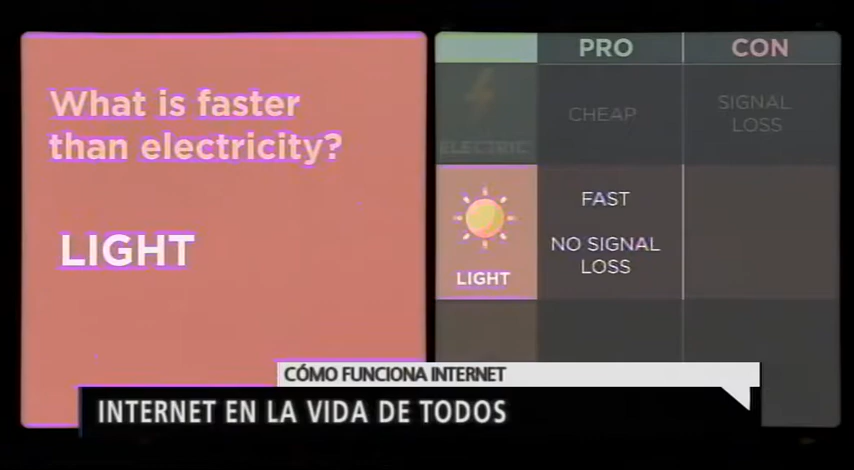 What is faster
than electricity?
LIGHT
PRO
CON
ELECTRIC
CHEAP
SIGNAL
LOSS
LIGHT
FAST
NO SIGNAL
LOSS
CÓMO FUNCIONA INTERNET
INTERNET EN LA VIDA DE TODOS